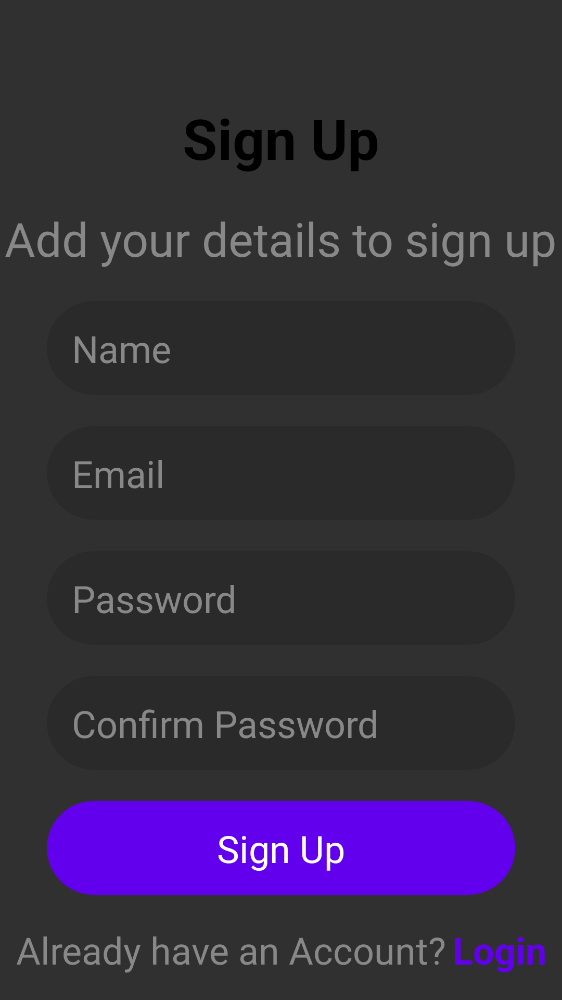 Sign Up
Add your details to sign up
Name
Email
Password
Confirm Password
Sign Up
Already have an Account? Login